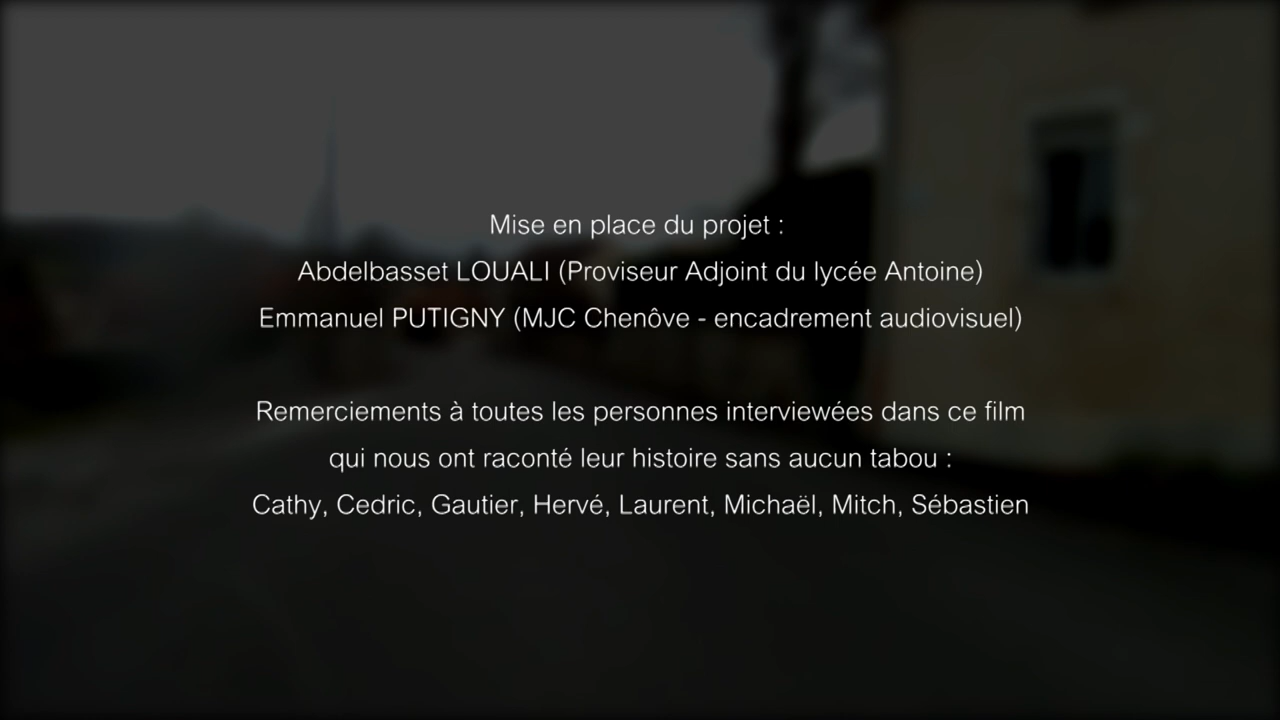 Mise en place du projet :
Abdelbasset LOUALI (Proviseur Adjoint du lycée Antoine)
Emmanuel PUTIGNY (MJC Chenôve - encadrement audiovisuel)
Remerciements à toutes les personnes interviewées dans ce film
qui nous ont raconté leur histoire sans aucun tabou :
Cathy, Cedric, Gautier, Hervé, Laurent, Michaël, Mitch, Sébastien